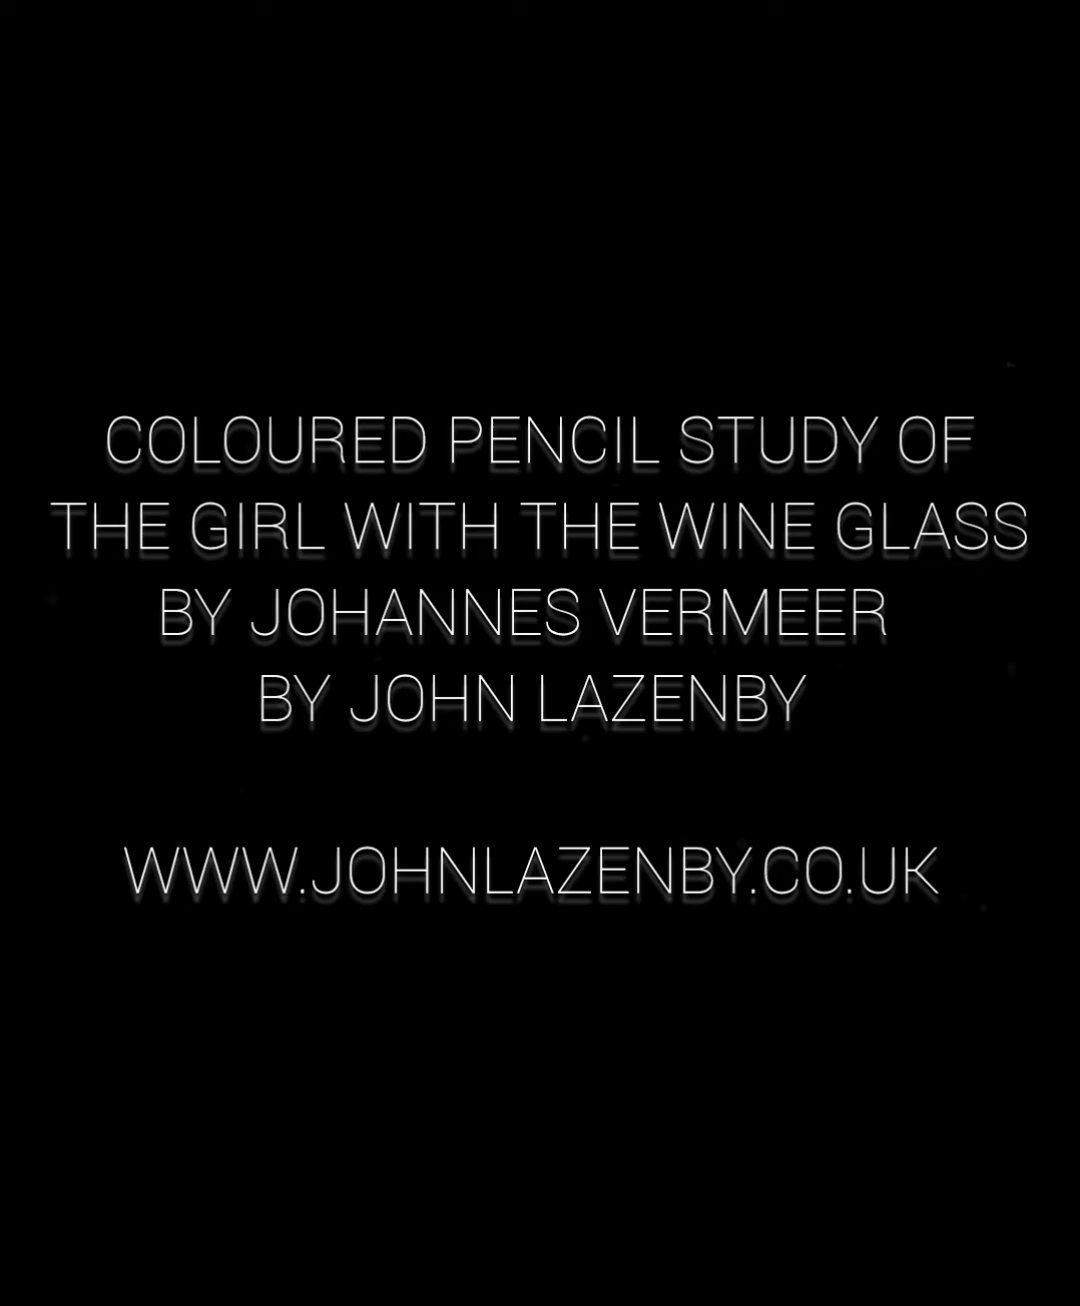 COLOURED PENCIL STUDY OF
THE GIRL WITH THE WINE GLASS
BY JOHANNES VERMEER
BY JOHN LAZENBY
WWW.JOHNLAZENBY.CO.UK